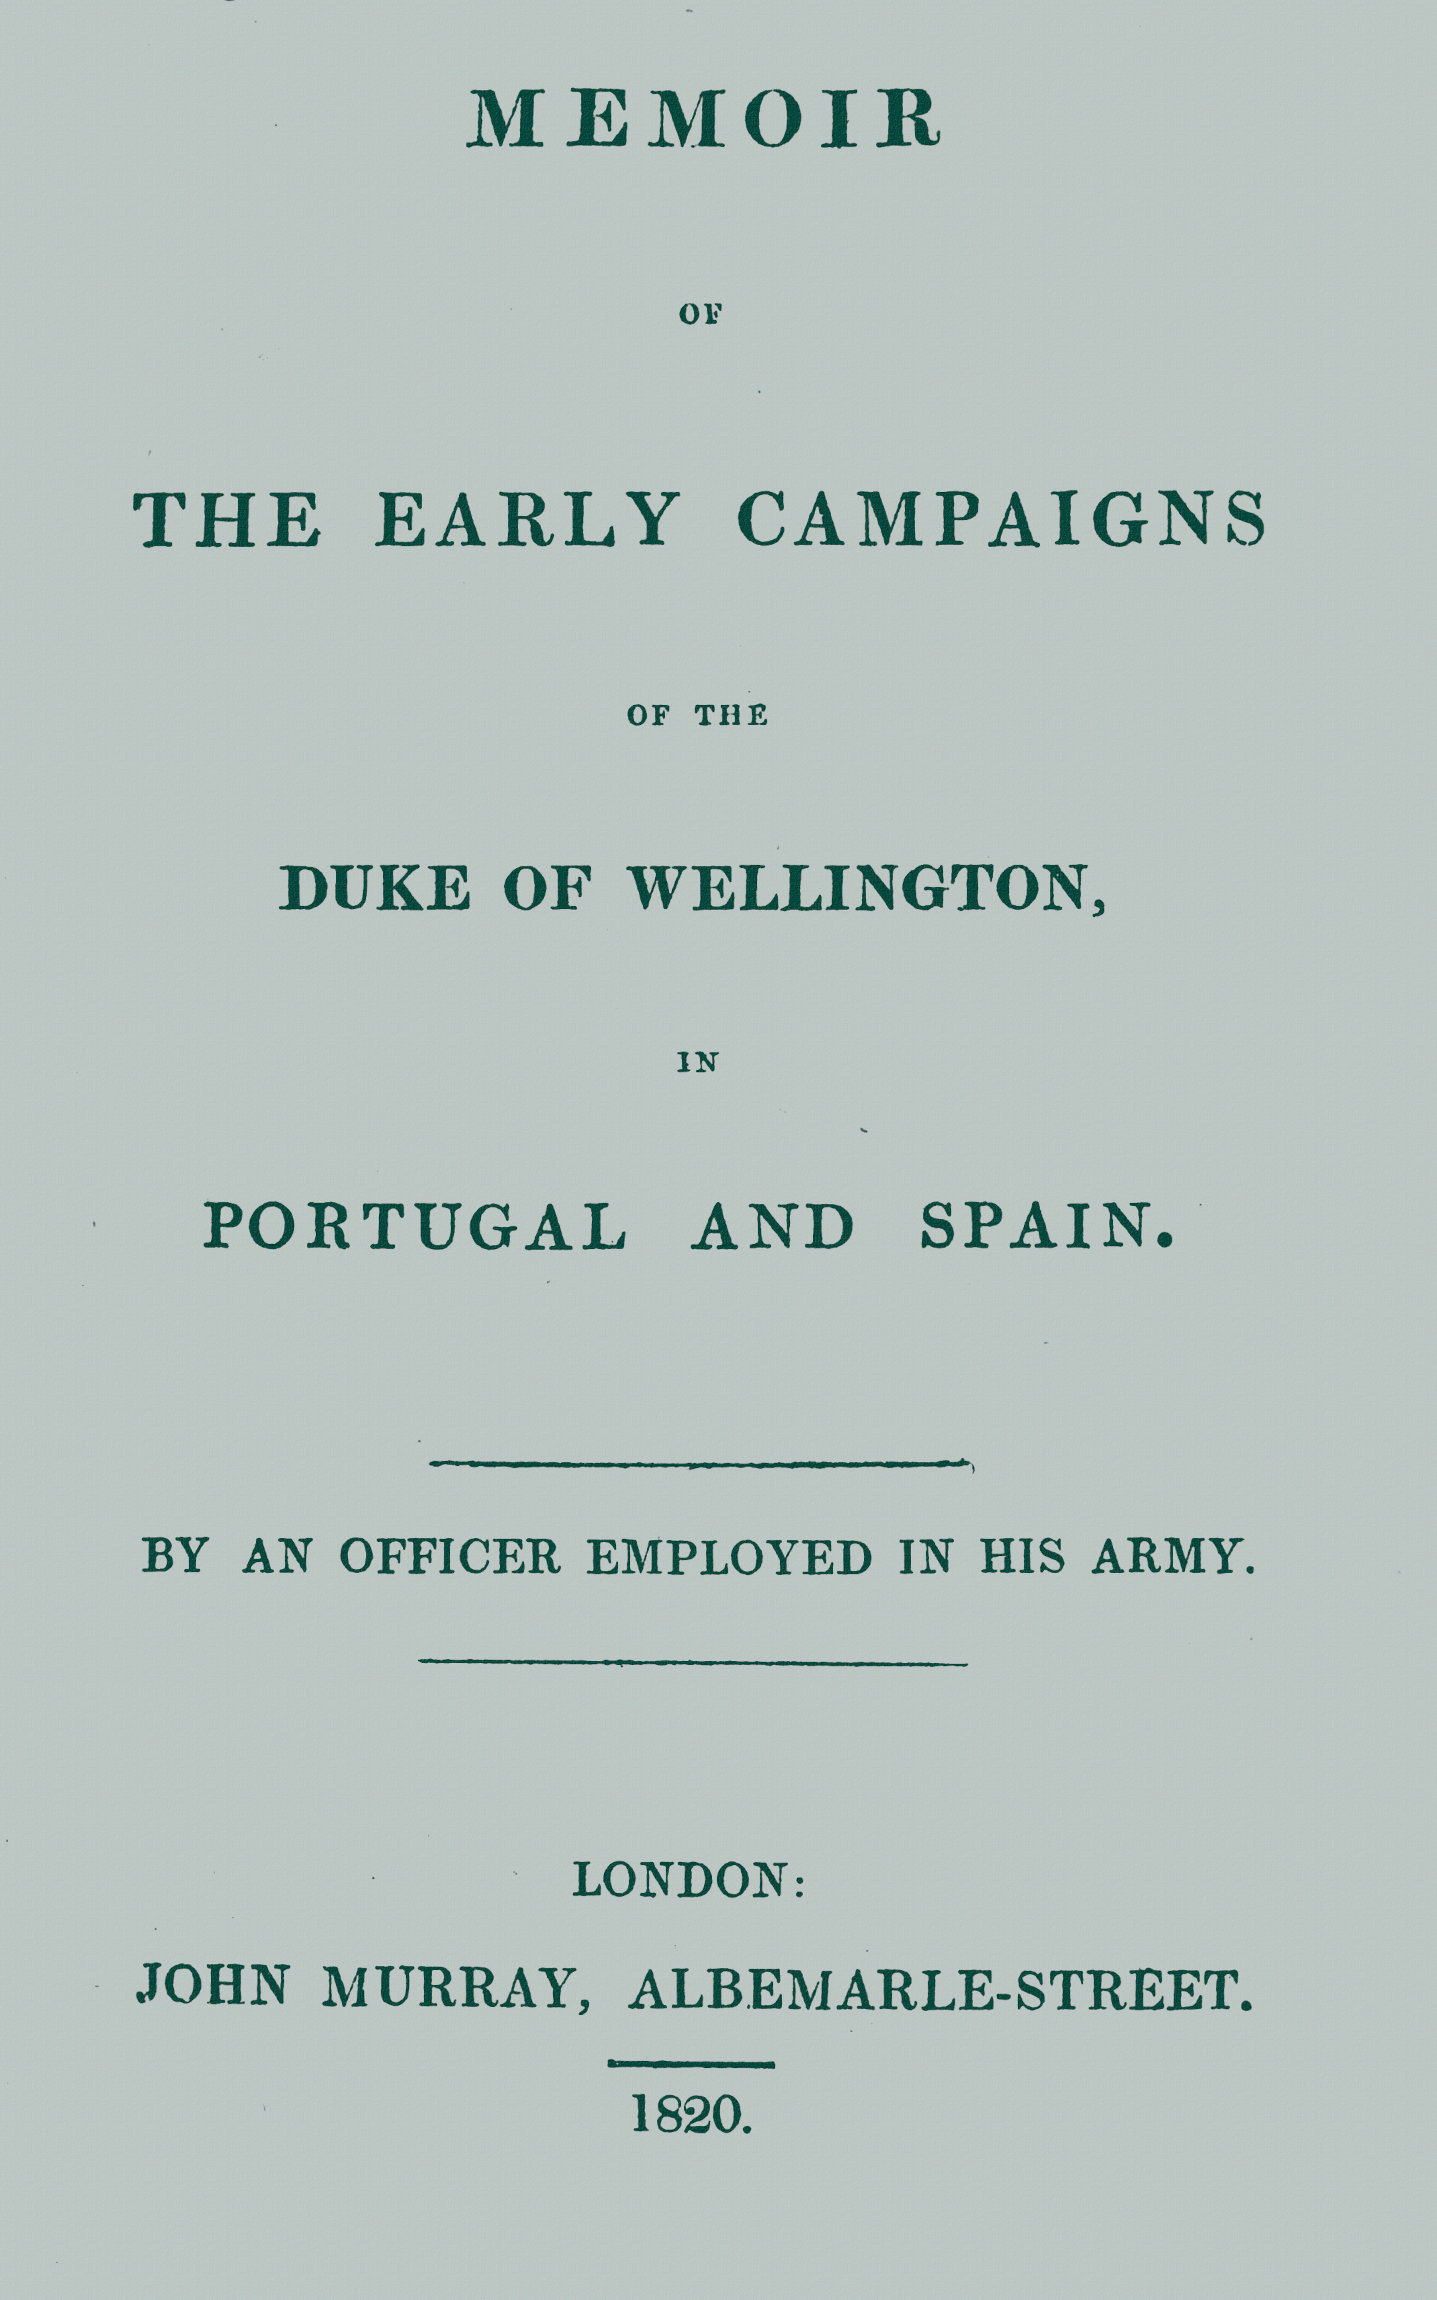 MEMOIR
OF
THE EARLY CAMPAIGNS
OF THE
DUKE OF WELLINGTON,
IN
PORTUGAL AND SPAIN.
BY AN OFFICER EMPLOYED IN HIS ARMY.
LONDON:
JOHN MURRAY, ALBEMARLE-STREET.
1820.